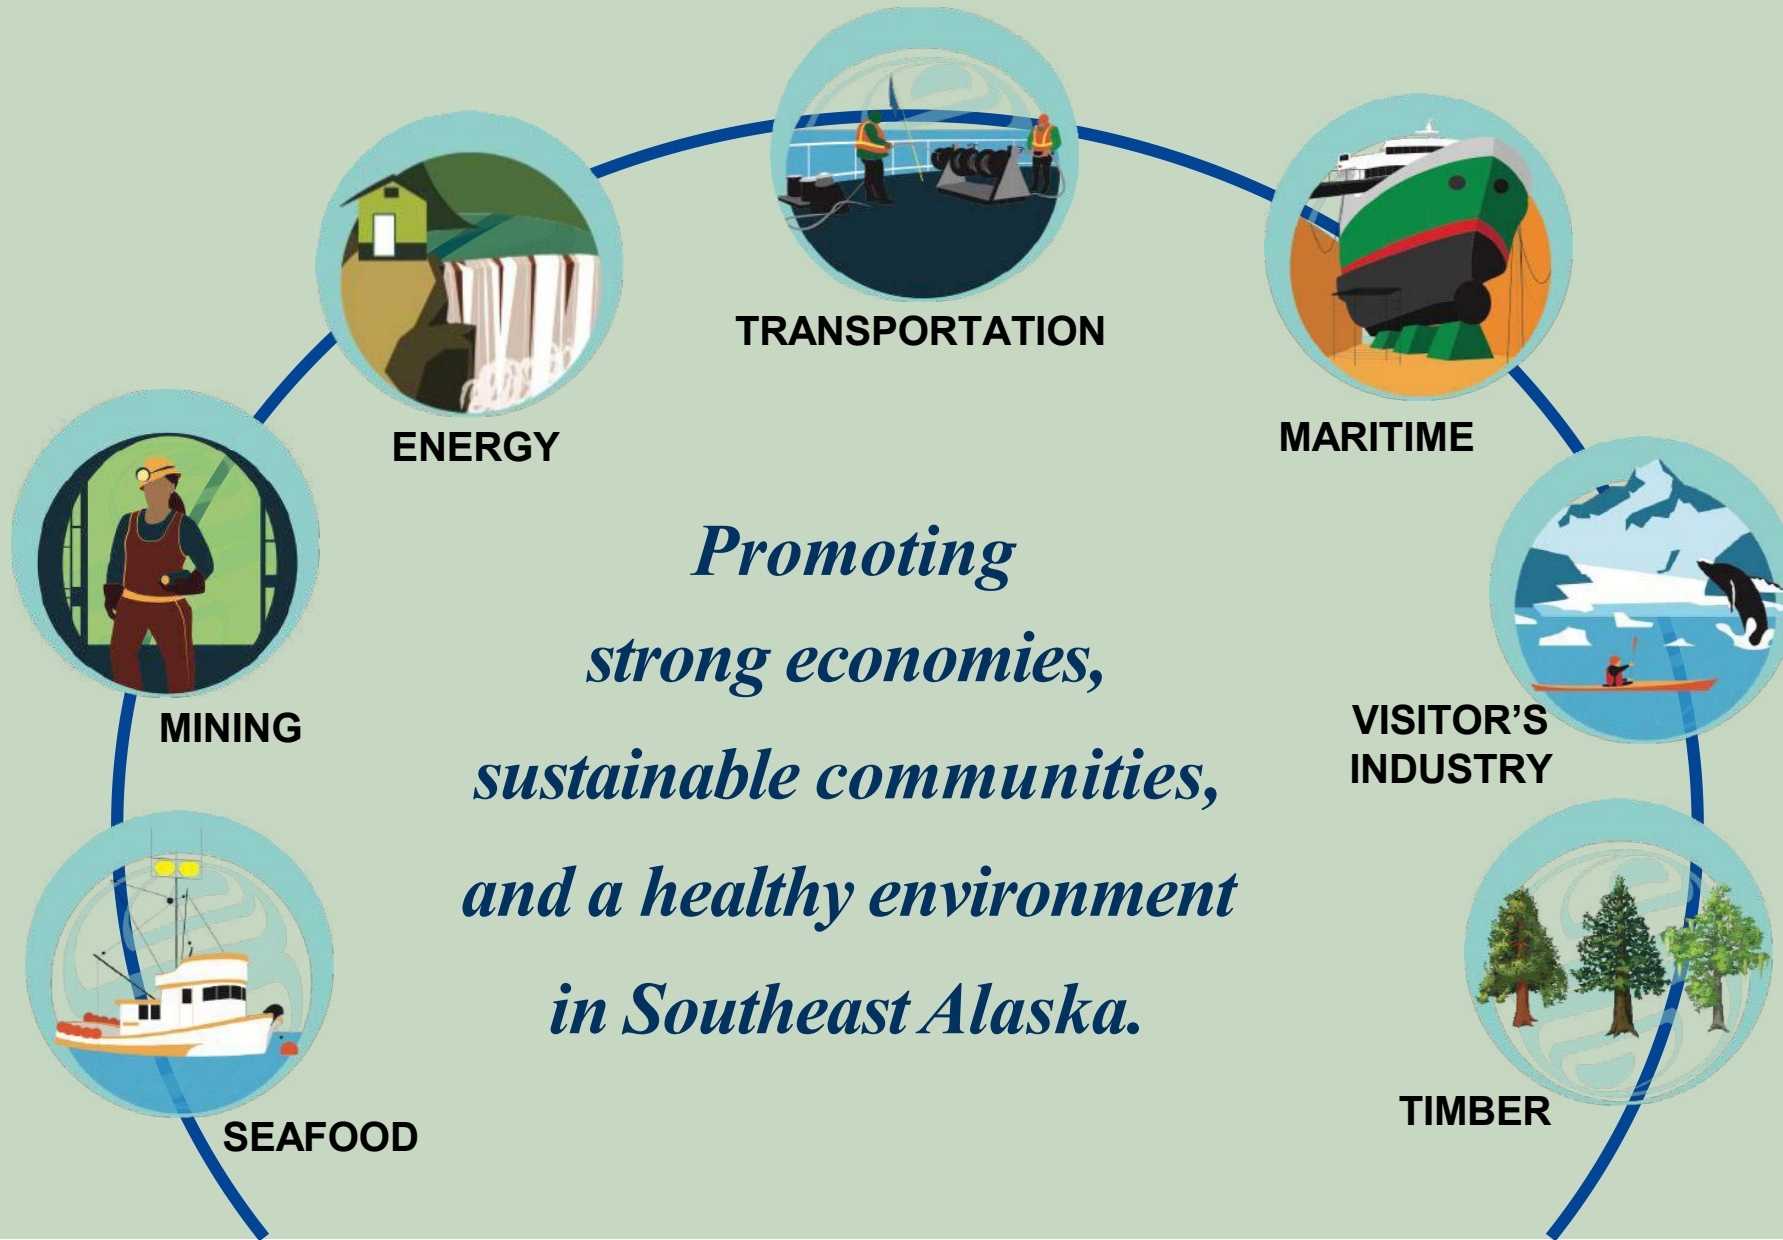 TRANSPORTATION
ENERGY
MARITIME
MINING
VISITOR’S
INDUSTRY
SEAFOOD
TIMBER
Promoting
strong economies,
sustainable communities,
and a healthy environment
in Southeast Alaska.